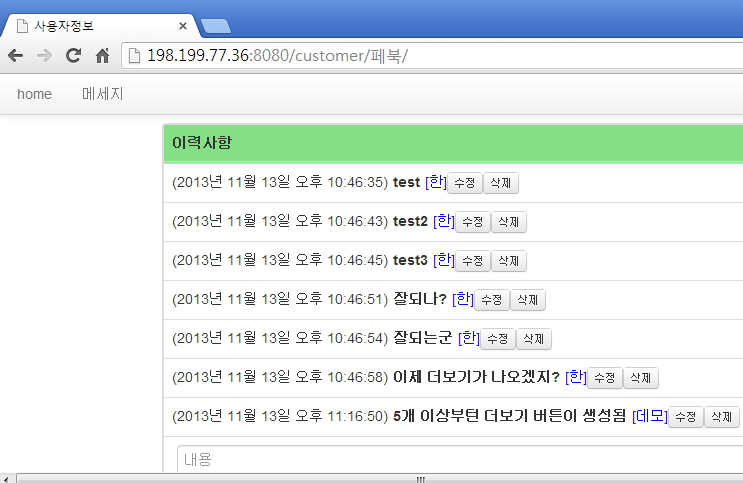 사용자정보
198.199.77.36:8080/customer/페북/
home 메세지
이력사항
(2013년 11월 13일 오후 10:46:35) test [한] 수정 삭제
(2013년 11월 13일 오후 10:46:43) test2 [한] 수정 삭제
(2013년 11월 13일 오후 10:46:45) test3 [한] 수정 삭제
(2013년 11월 13일 오후 10:46:51) 잘되나? [한] 수정 삭제
(2013년 11월 13일 오후 10:46:54) 잘되는군 [한] 수정 삭제
(2013년 11월 13일 오후 10:46:58) 이제 더보기가 나오겠지? [한] 수정 삭제
(2013년 11월 13일 오후 11:16:50) 5개 이상부턴 더보기 버튼이 생성됨 [데모] 수정 삭제
내용